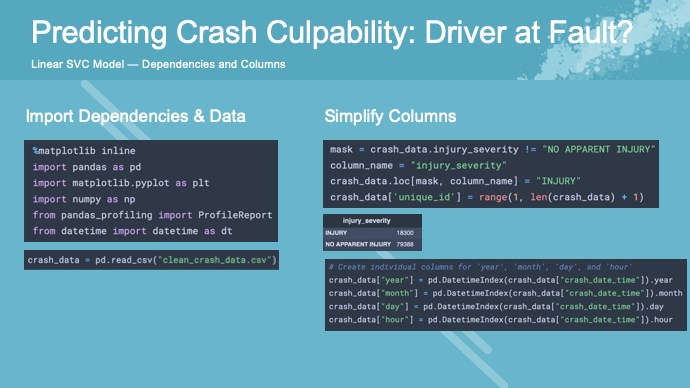 Predicting Crash Culpability: Driver at Fault?
Linear SVC Model — Dependencies and Columns
Import Dependencies & Data
%matplotlib inline
import pandas as pd
import matplotlib.pyplot as plt
import numpy as np
from pandas_profiling import ProfileReport
from datetime import datetime as dt
crash_data = pd.read_csv("clean_crash_data.csv")
Simplify Columns
mask = crash_data.injury_severity != "NO APPARENT INJURY"
column_name = "injury_severity"
crash_data.loc[mask, column_name] = "INJURY"
crash_data['unique_id'] = range(1, len(crash_data) + 1)
injury_severity
INJURY 18300
NO APPARENT INJURY 79388
# Create individual columns for 'year', 'month', 'day', and 'hour'
crash_data["year"] = pd.DatetimeIndex(crash_data["crash_date_time"]).year
crash_data["month"] = pd.DatetimeIndex(crash_data["crash_date_time"]).month
crash_data["day"] = pd.DatetimeIndex(crash_data["crash_date_time"]).day
crash_data["hour"] = pd.DatetimeIndex(crash_data["crash_date_time"]).hour